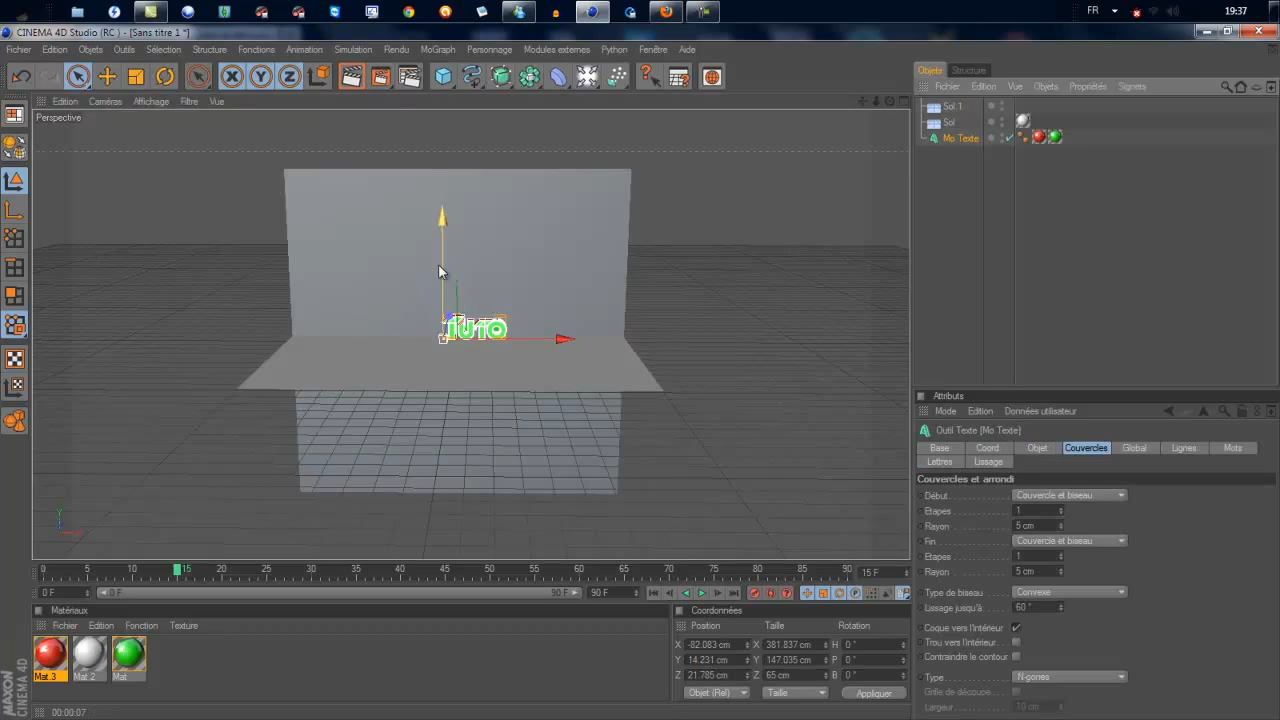 FR
19:37
CINEMA 4D Studio (RC) - [Sans titre 1 *]
Fichier Edition Objets Outils Sélection Structure Fonctions Animation Simulation Rendu MoGraph Personnage Modules externes Python Fenêtre Aide
X Y Z
Edition Caméras Affichage Filtre Vue
Perspective
TUTO
Y
0 5 10 15 20 25 30 35 40 45 50 55 60 65 70 75 80 85 90 15 F
0 F 0 F 90 F 90 F
Matériaux
Fichier Edition Fonction Texture
Mat.3 Mat 2 Mat
Coordonnées
Position Taille Rotation
X -82.083 cm X 381.837 cm H 0 °
Y 14.231 cm Y 147.035 cm P 0 °
Z 21.785 cm Z 65 cm B 0 °
Objet (Rel) Taille Appliquer
00:00:07
MAXON
CINEMA 4D
Objets Structure
Fichier Edition Vue Objets Propriétés Signets
Sol 1
Sol
Mo Texte
Attributs
Mode Edition Données utilisateur
Outil Texte [Mo Texte]
Base Coord Objet Couvercles Global Lignes Mots
Lettres Lissage
Couvercles et arrondi
Début Couvercle et biseau
Etapes 1
Rayon 5 cm
Fin Couvercle et biseau
Etapes 1
Rayon 5 cm
Type de biseau Convexe
Lissage jusqu'à 60 °
Coque vers l'intérieur
Trou vers l'intérieur
Contraindre le contour
Type N-gones
Grille de découpe
Largeur 10 cm